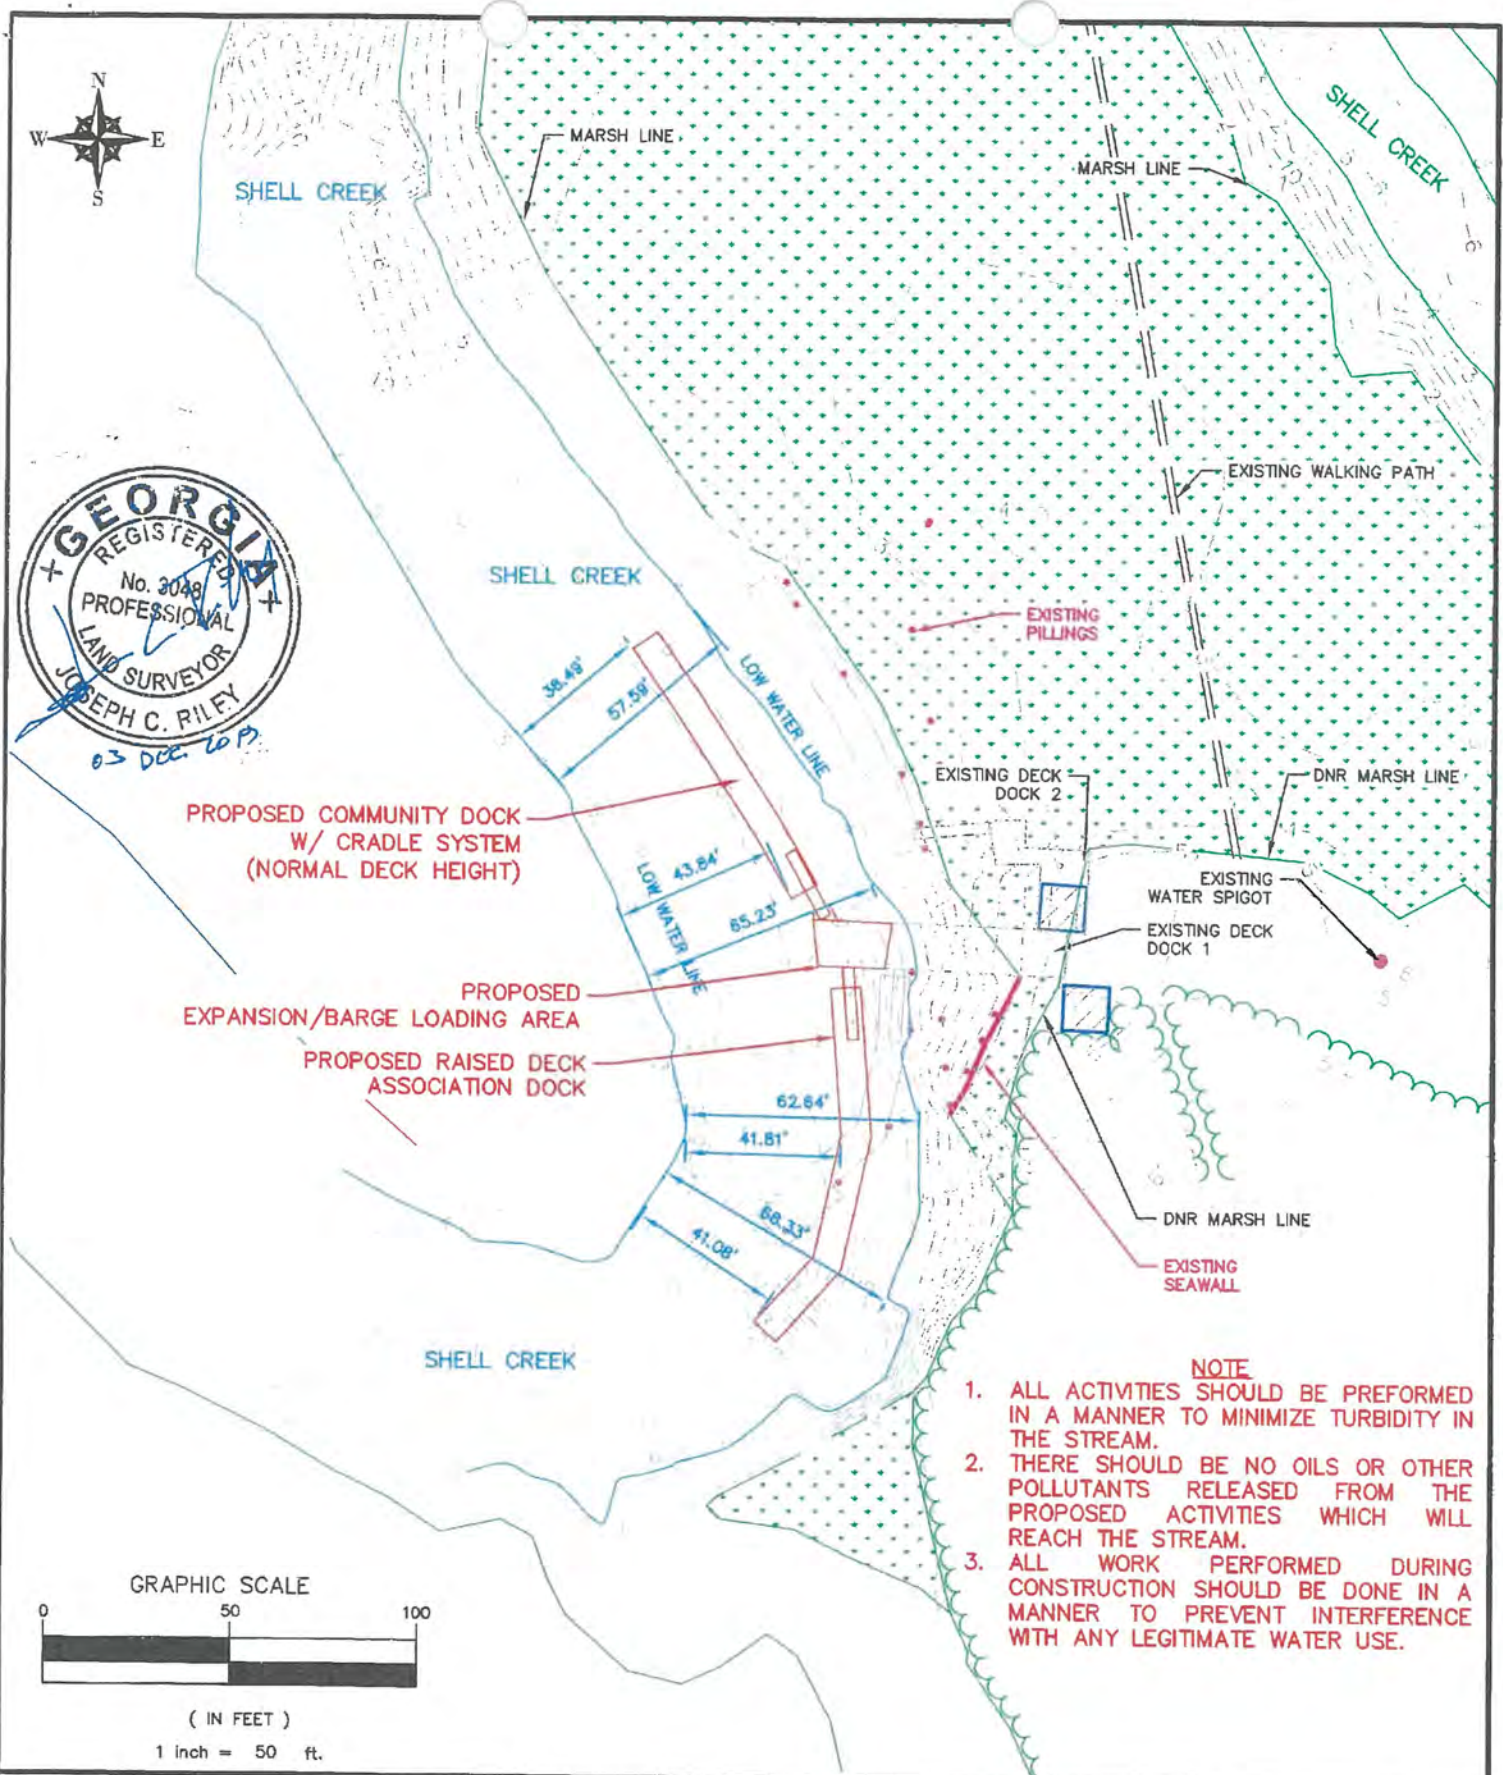 N
W
E
S
SHELL CREEK
MARSH LINE
MARSH LINE
SHELL CREEK
EXISTING WALKING PATH
GEORGIA
REGISTERED
No. 3048
PROFESSIONAL
LAND SURVEYOR
JOSEPH C. RILEY
03 DEC 2019
SHELL CREEK
EXISTING
PILLINGS
38.49'
57.59'
LOW WATER LINE
EXISTING DECK
DOCK 2
DNR MARSH LINE
PROPOSED COMMUNITY DOCK
W/ CRADLE SYSTEM
(NORMAL DECK HEIGHT)
43.84'
65.23'
LOW WATER LINE
EXISTING
WATER SPIGOT
EXISTING DECK
DOCK 1
PROPOSED
EXPANSION/BARGE LOADING AREA
PROPOSED RAISED DECK
ASSOCIATION DOCK
62.64'
41.81'
68.33'
41.08'
DNR MARSH LINE
EXISTING
SEAWALL
SHELL CREEK
NOTE
1. ALL ACTIVITIES SHOULD BE PREFORMED
IN A MANNER TO MINIMIZE TURBIDITY IN
THE STREAM.
2. THERE SHOULD BE NO OILS OR OTHER
POLLUTANTS RELEASED FROM THE
PROPOSED ACTIVITIES WHICH WILL
REACH THE STREAM.
3. ALL WORK PERFORMED DURING
CONSTRUCTION SHOULD BE DONE IN A
MANNER TO PREVENT INTERFERENCE
WITH ANY LEGITIMATE WATER USE.
GRAPHIC SCALE
0 50 100
( IN FEET )
1 inch = 50 ft.